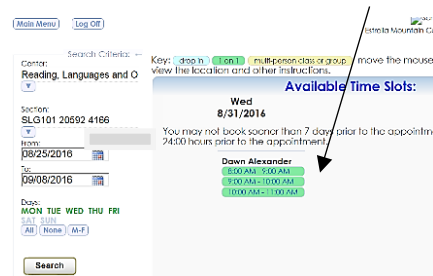 Main Menu Log Off
Estrella Mountain Co
Search Criteria:
Center:
Reading, Languages and O
Section:
SLG101 20592 4166
From:
08/25/2016
To:
09/08/2016
Days:
MON TUE WED THU FRI
SAT SUN
All None M-F
Search
Key: drop in 1 on 1 multi-person class or group move the mouse
view the location and other instructions.
Available Time Slots:
Wed
8/31/2016
You may not book sooner than 7 days prior to the appointm
24:00 hours prior to the appointment.
Dawn Alexander
8:00 AM - 9:00 AM
9:00 AM - 10:00 AM
10:00 AM - 11:00 AM